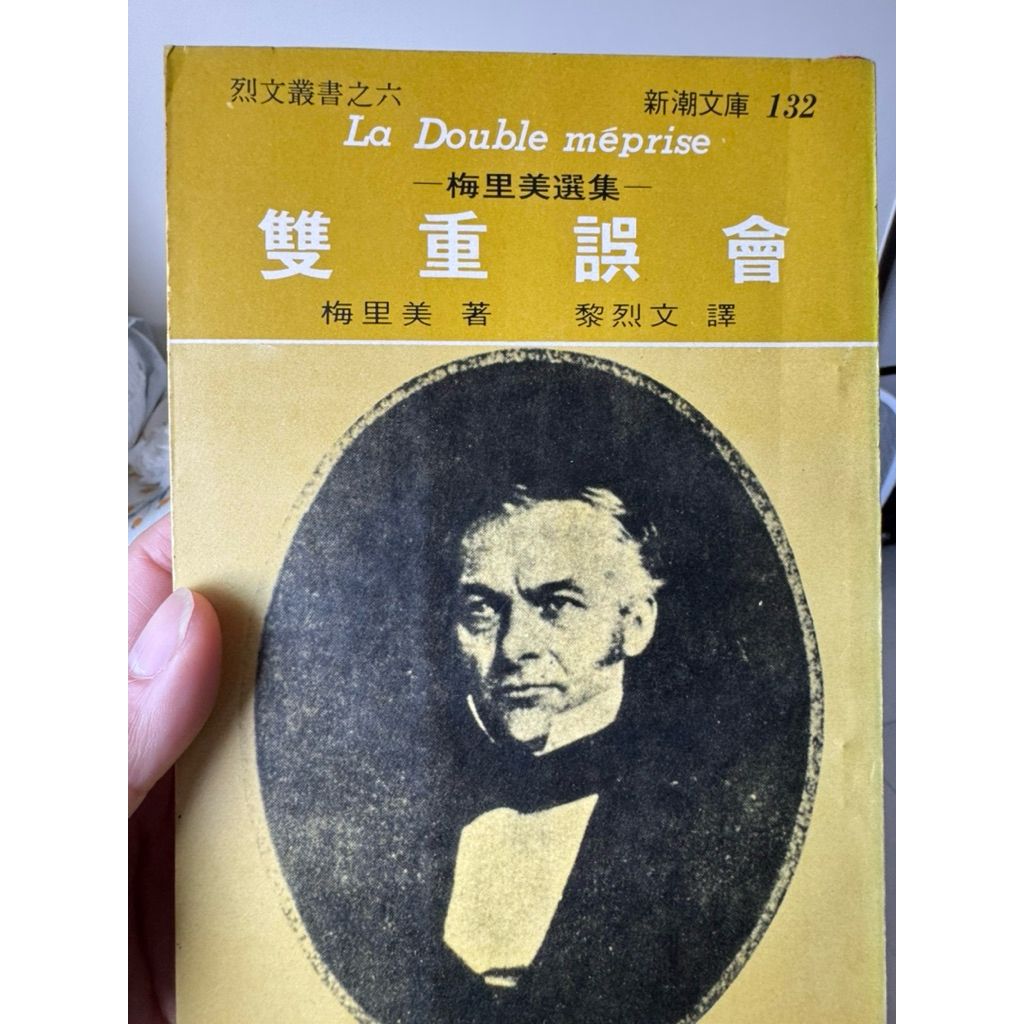 烈文叢書之六
新潮文庫 132
La Double méprise
—梅里美選集—
雙重誤會
梅里美 著 黎烈文 譯